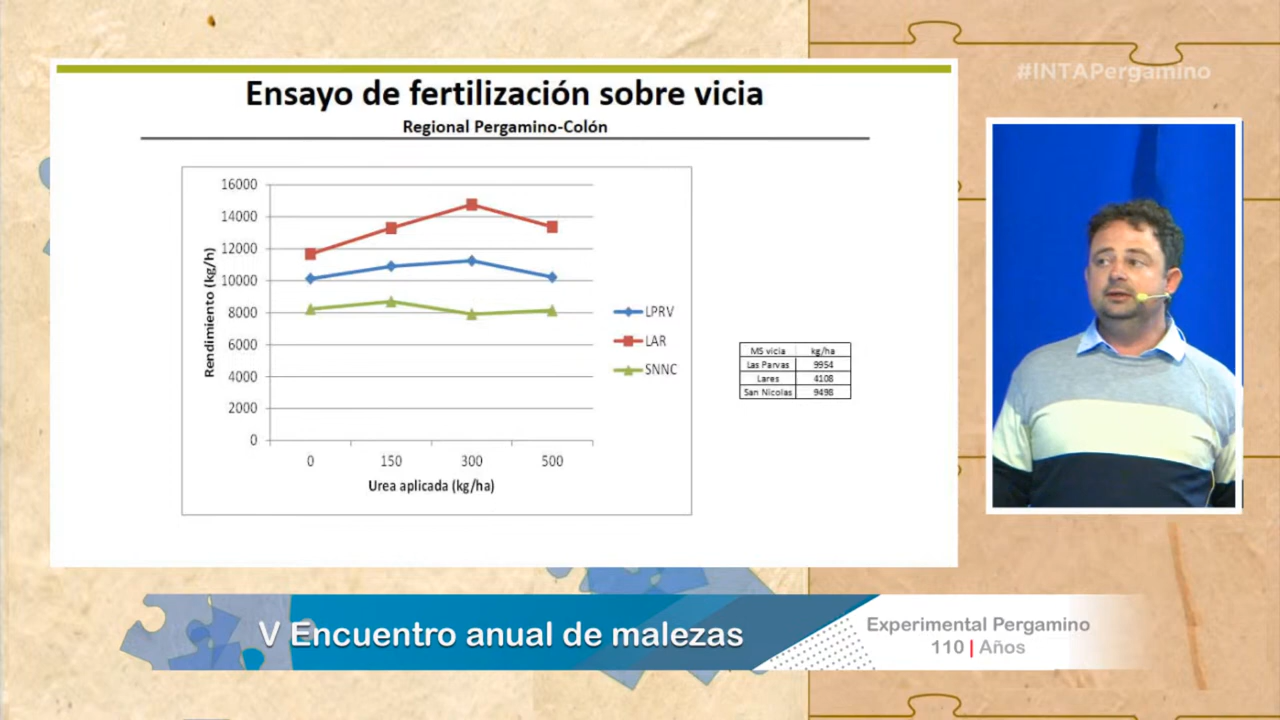 #INTAPergamino
Ensayo de fertilización sobre vicia
Regional Pergamino-Colón
16000
14000
12000
10000
8000
6000
4000
2000
0
Rendimiento (kg/h)
0 150 300 500
Urea aplicada (kg/ha)
LPRV
LAR
SNNC
MS vicia kg/ha
Las Parvas 9954
Lares 4108
San Nicolas 9498
V Encuentro anual de malezas
Experimental Pergamino
110 | Años